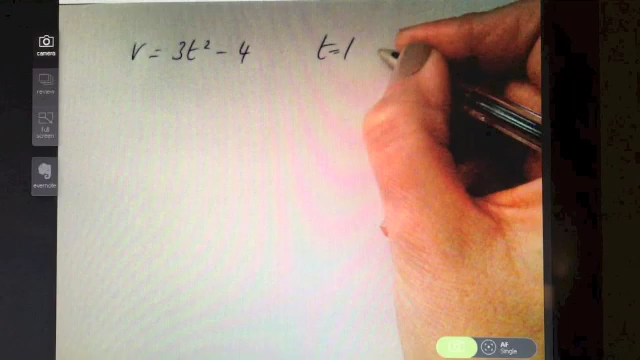 v = 3t² - 4 t=1
camera
review
full
screen
evernote
AF
Single